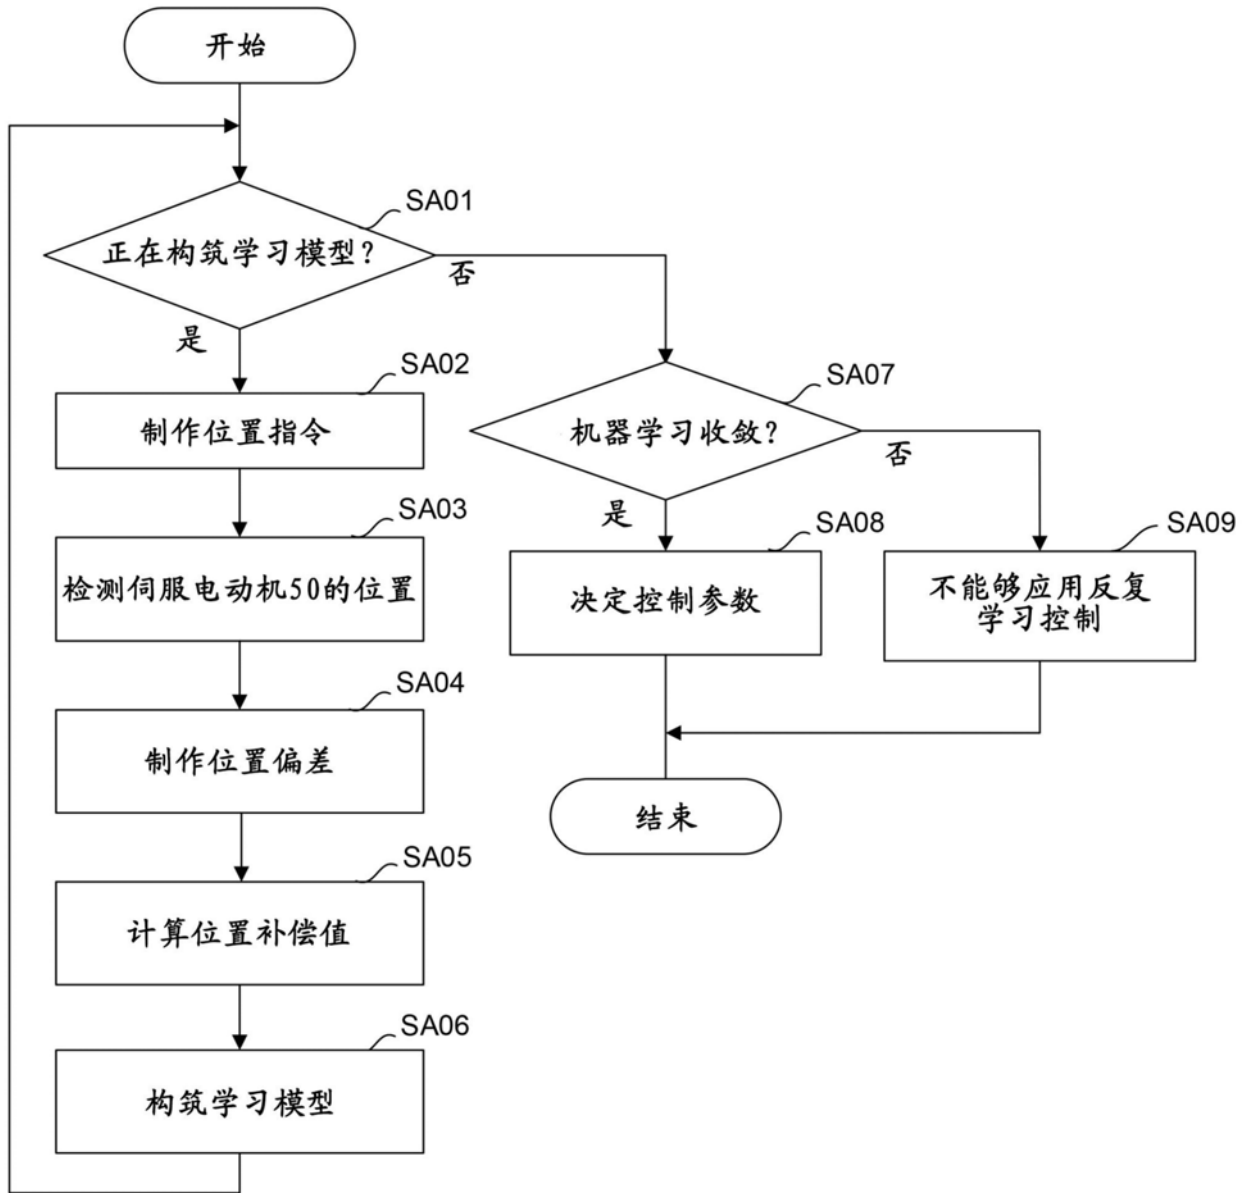 开始
SA01
正在构筑学习模型？
否
是
SA02
制作位置指令
SA03
检测伺服电动机50的位置
SA04
制作位置偏差
SA05
计算位置补偿值
SA06
构筑学习模型
SA07
机器学习收敛？
否
是
SA08
决定控制参数
SA09
不能够应用反复
学习控制
结束